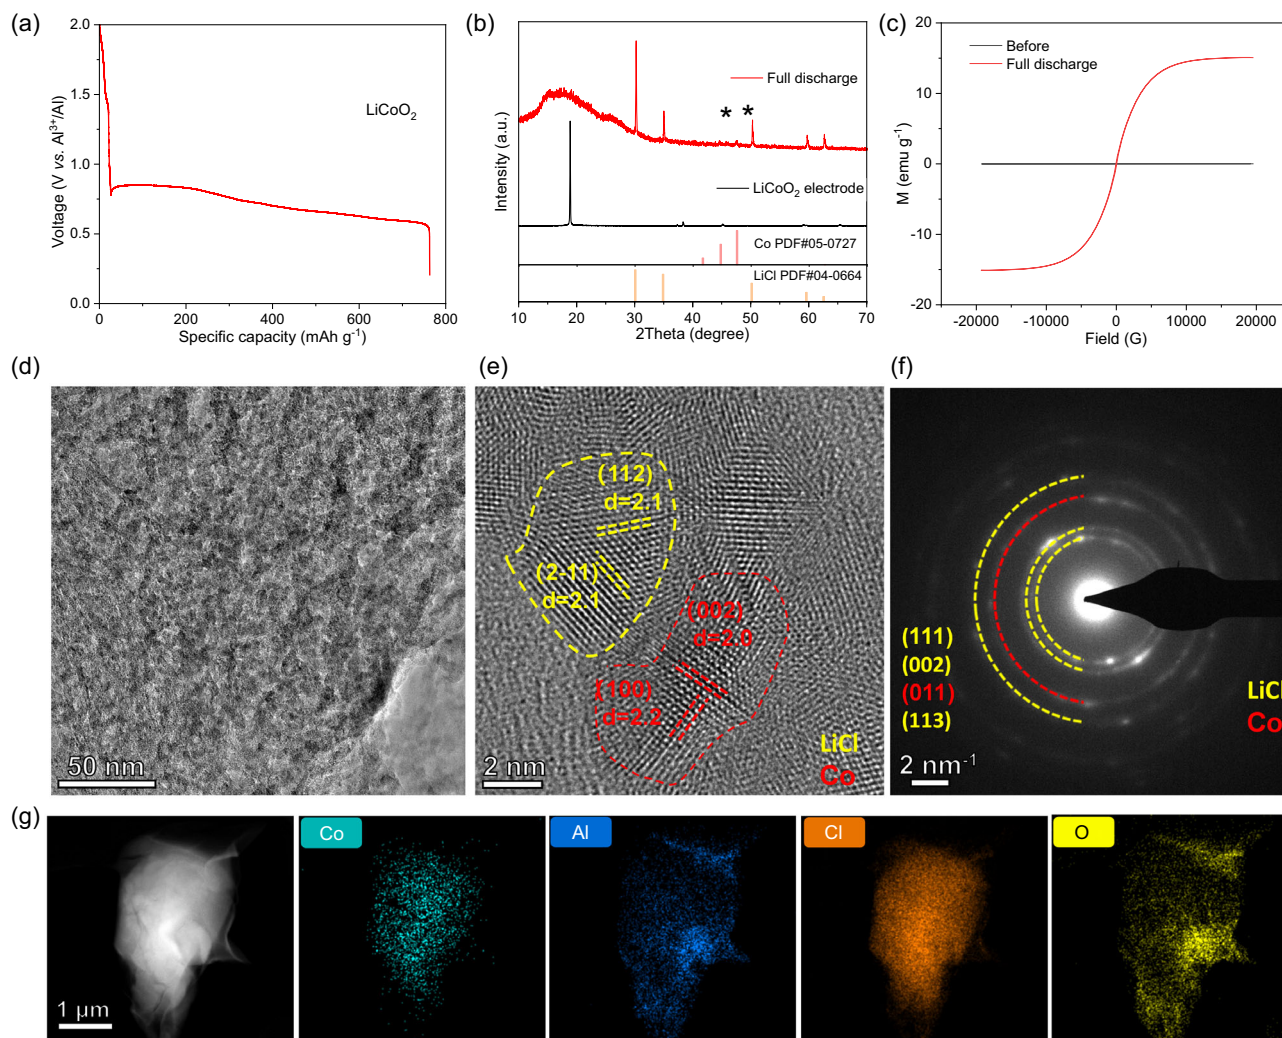 (a)
2.0
1.5
1.0
0.5
0.0
Voltage (V vs. Al³⁺/Al)
LiCoO₂
0 200 400 600 800
Specific capacity (mAh g⁻¹)
(b)
Intensity (a.u.)
Full discharge
* *
LiCoO₂ electrode
Co PDF#05-0727
LiCl PDF#04-0664
10 20 30 40 50 60 70
2Theta (degree)
(c)
Before
Full discharge
20
10
0
-10
-20
M (emu g⁻¹)
-20000 -10000 0 10000 20000
Field (G)
(d)
50 nm
(e)
(112)
d=2.1
(2-11)
d=2.1
(002)
d=2.0
(100)
d=2.2
LiCl
Co
2 nm
(f)
(111)
(002)
(011)
(113)
LiCl
Co
2 nm⁻¹
(g)
1 μm
Co
Al
Cl
O